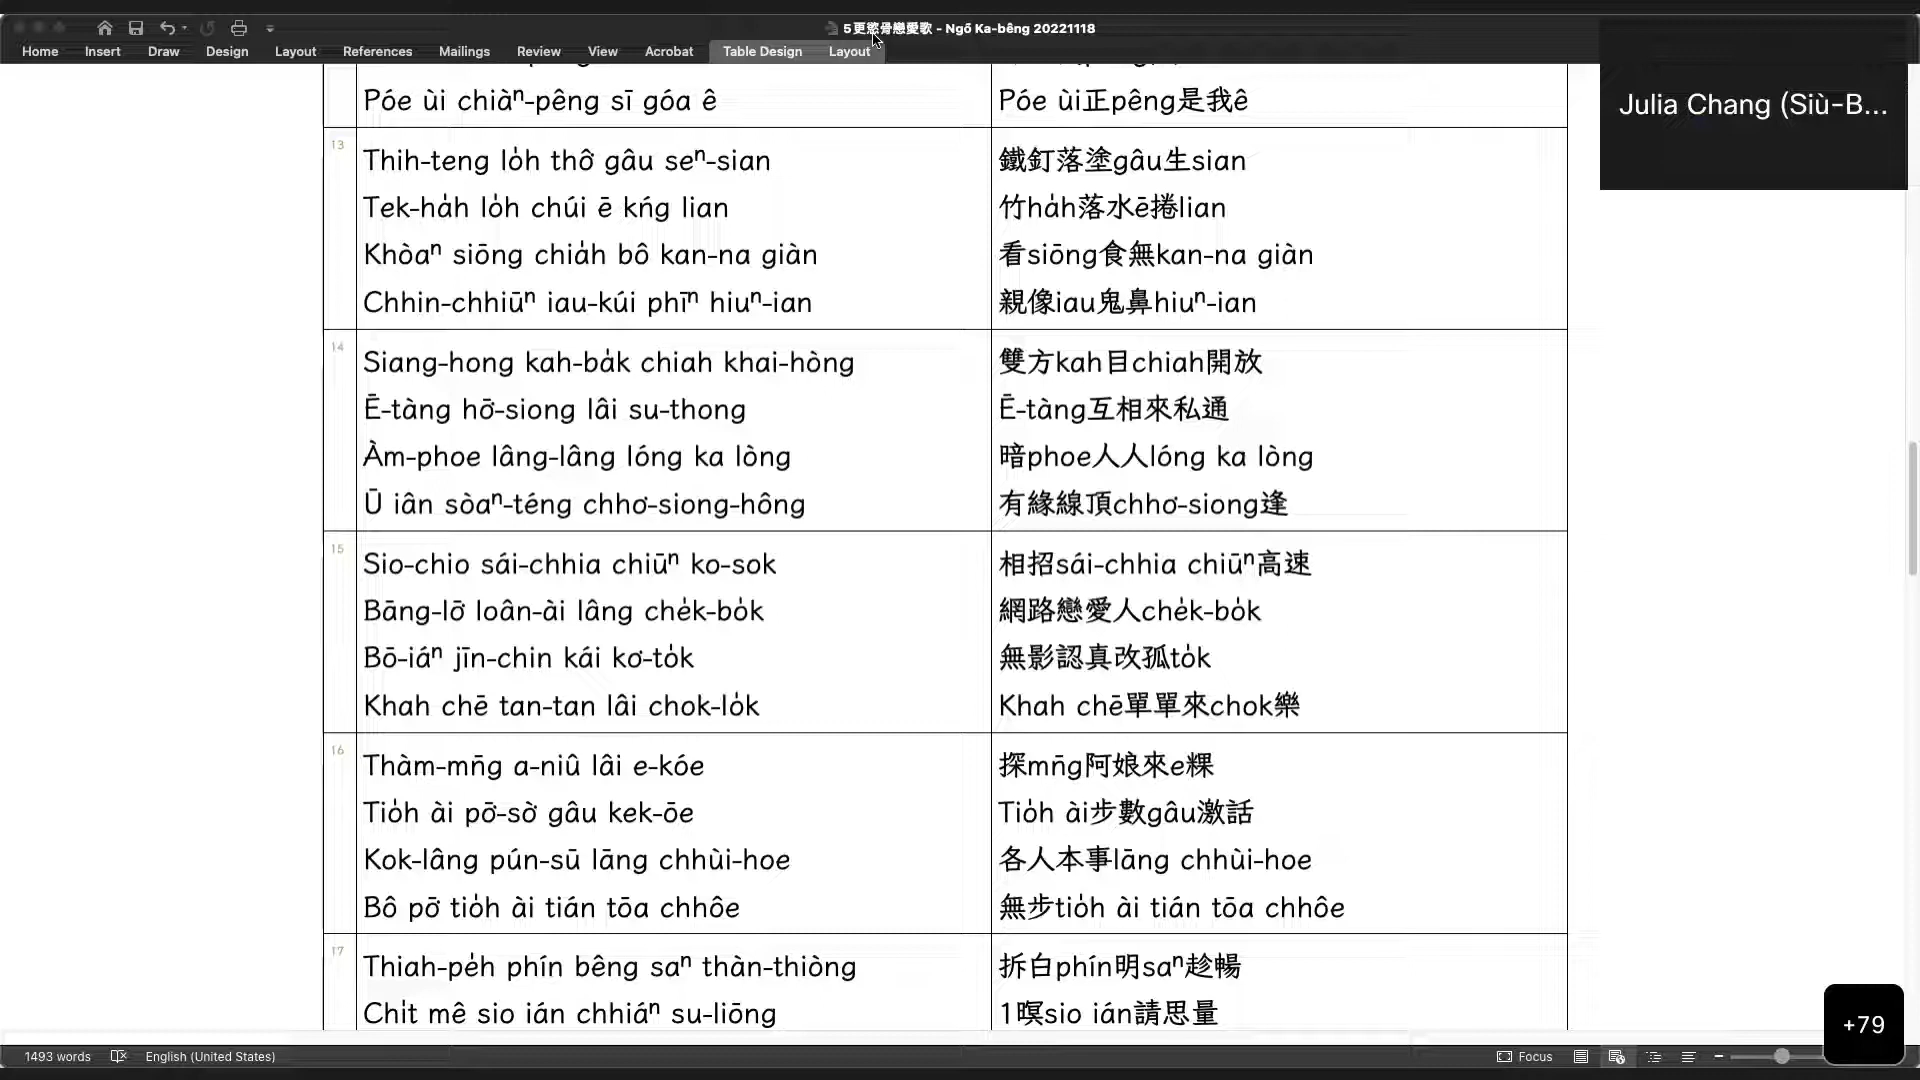 5更慾骨戀愛歌 - Ngố Ka-bêng 20221118
Home Insert Draw Design Layout References Mailings Review View Acrobat Table Design Layout
Julia Chang (Siù-B...
Póe ùi chiàⁿ-pêng sī góa ê
Póe ùi正pêng是我ê
13
Thih-teng lo̍h thô͘ gâu seⁿ-sian
鐵釘落塗gâu生sian
Tek-ha̍h lo̍h chúi ē kńg lian
竹ha̍h落水ē捲lian
Khòaⁿ siōng chia̍h bô kan-na giàn
看siōng食無kan-na giàn
Chhin-chhiūⁿ iau-kúi phīⁿ hiuⁿ-ian
親像iau鬼鼻hiuⁿ-ian
14
Siang-hong kah-ba̍k chiah khai-hòng
雙方kah目chiah開放
Ē-tàng hō͘-siong lâi su-thong
Ē-tàng互相來私通
Àm-phoe lâng-lâng lóng ka lòng
暗phoe人人lóng ka lòng
Ū iân sòaⁿ-téng chho͘-siong-hông
有緣線頂chho͘-siong逢
15
Sio-chio sái-chhia chiūⁿ ko-sok
相招sái-chhia chiūⁿ高速
Bāng-lō͘ loân-ài lâng che̍k-bo̍k
網路戀愛人che̍k-bo̍k
Bō-iáⁿ jīn-chin kái ko͘-to̍k
無影認真改孤to̍k
Khah chē tan-tan lâi chok-lo̍k
Khah chē單單來chok樂
16
Thàm-mn̄g a-niû lâi e-kóe
探mn̄g阿娘來e粿
Tio̍h ài pō͘-sò͘ gâu kek-ōe
Tio̍h ài步數gâu激話
Kok-lâng pún-sū lāng chhùi-hoe
各人本事lāng chhùi-hoe
Bô pō͘ tio̍h ài tián tōa chhôe
無步tio̍h ài tián tōa chhôe
17
Thiah-pe̍h phín bêng saⁿ thàn-thiòng
拆白phín明saⁿ趁暢
Chi̍t mê sio ián chhiáⁿ su-liōng
1暝sio ián請思量
+79
1493 words English (United States) Focus